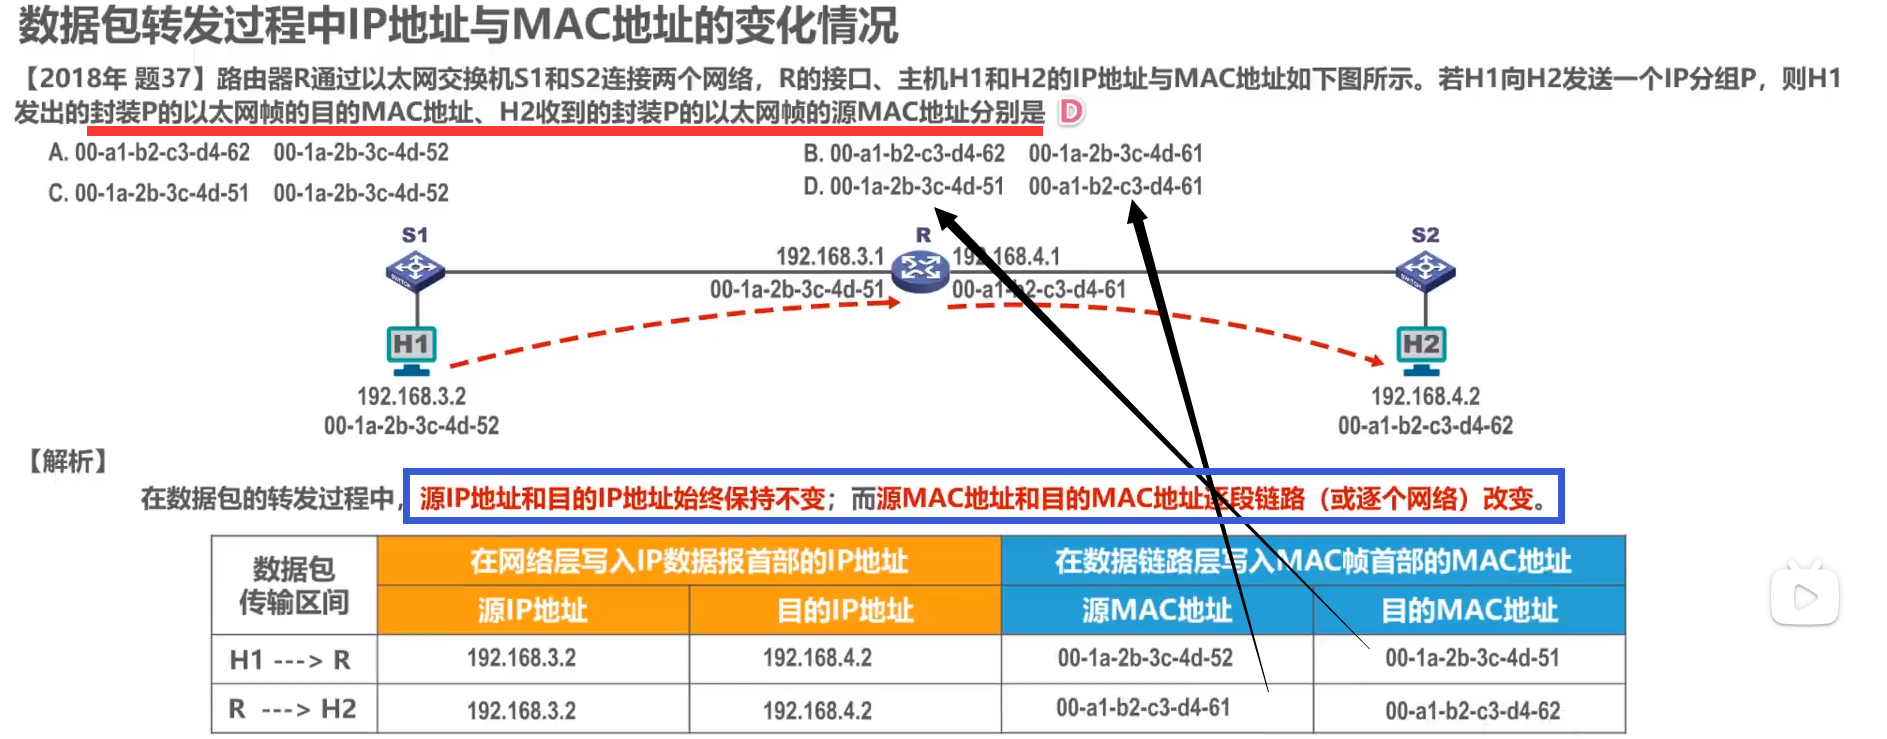 数据包转发过程中IP地址与MAC地址的变化情况
【2018年 题37】路由器R通过以太网交换机S1和S2连接两个网络，R的接口、主机H1和H2的IP地址与MAC地址如下图所示。若H1向H2发送一个IP分组P，则H1
发出的封装P的以太网帧的目的MAC地址、H2收到的封装P的以太网帧的源MAC地址分别是 D
A. 00-a1-b2-c3-d4-62 00-1a-2b-3c-4d-52
B. 00-a1-b2-c3-d4-62 00-1a-2b-3c-4d-61
C. 00-1a-2b-3c-4d-51 00-1a-2b-3c-4d-52
D. 00-1a-2b-3c-4d-51 00-a1-b2-c3-d4-61
S1
R
S2
192.168.3.1
192.168.4.1
SWITCH
SWITCH
00-1a-2b-3c-4d-51
00-a1-b2-c3-d4-61
H1
H2
192.168.3.2
192.168.4.2
00-1a-2b-3c-4d-52
00-a1-b2-c3-d4-62
【解析】
在数据包的转发过程中，源IP地址和目的IP地址始终保持不变；而源MAC地址和目的MAC地址逐段链路（或逐个网络）改变。
数据包
传输区间
在网络层写入IP数据报首部的IP地址
在数据链路层写入MAC帧首部的MAC地址
源IP地址
目的IP地址
源MAC地址
目的MAC地址
H1 ---> R
192.168.3.2
192.168.4.2
00-1a-2b-3c-4d-52
00-1a-2b-3c-4d-51
R ---> H2
192.168.3.2
192.168.4.2
00-a1-b2-c3-d4-61
00-a1-b2-c3-d4-62